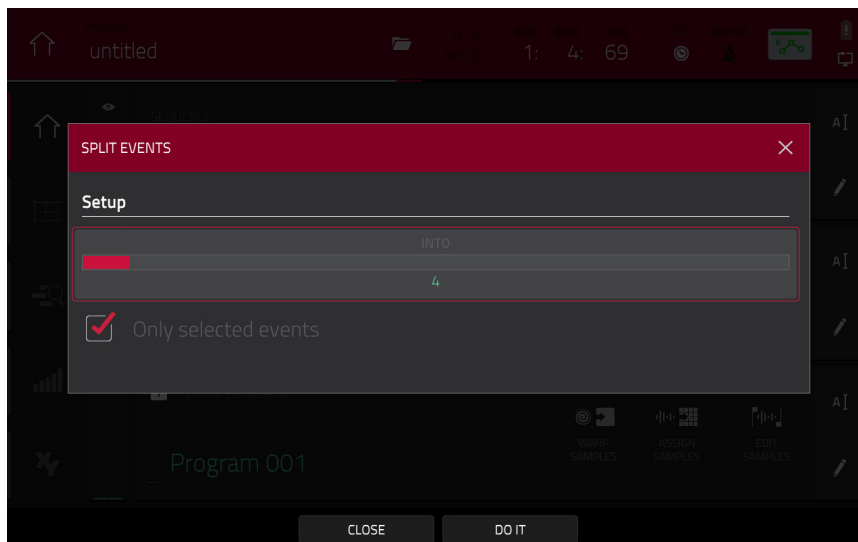 untitled
1: 4: 69
SPLIT EVENTS
Setup
INTO
4
Only selected events
Program 001
WARP SAMPLES
ASSIGN SAMPLES
EDIT SAMPLES
XY
CLOSE
DO IT